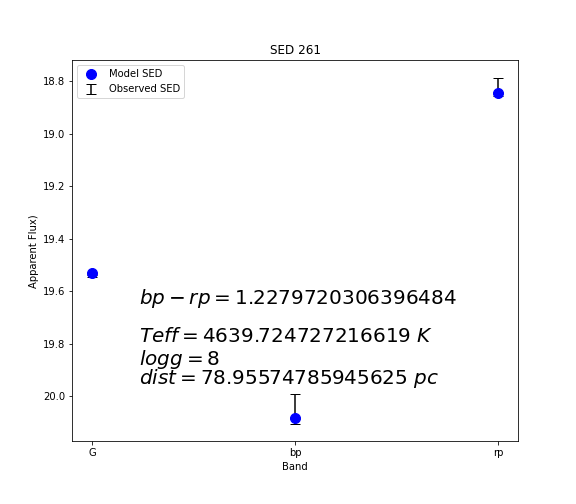 SED 261
Model SED
Observed SED
18.8
19.0
19.2
19.4
19.6
19.8
20.0
Apparent Flux)
bp − rp = 1.2279720306396484
Teff = 4639.724727216619 K
logg = 8
dist = 78.95574785945625 pc
G
bp
rp
Band